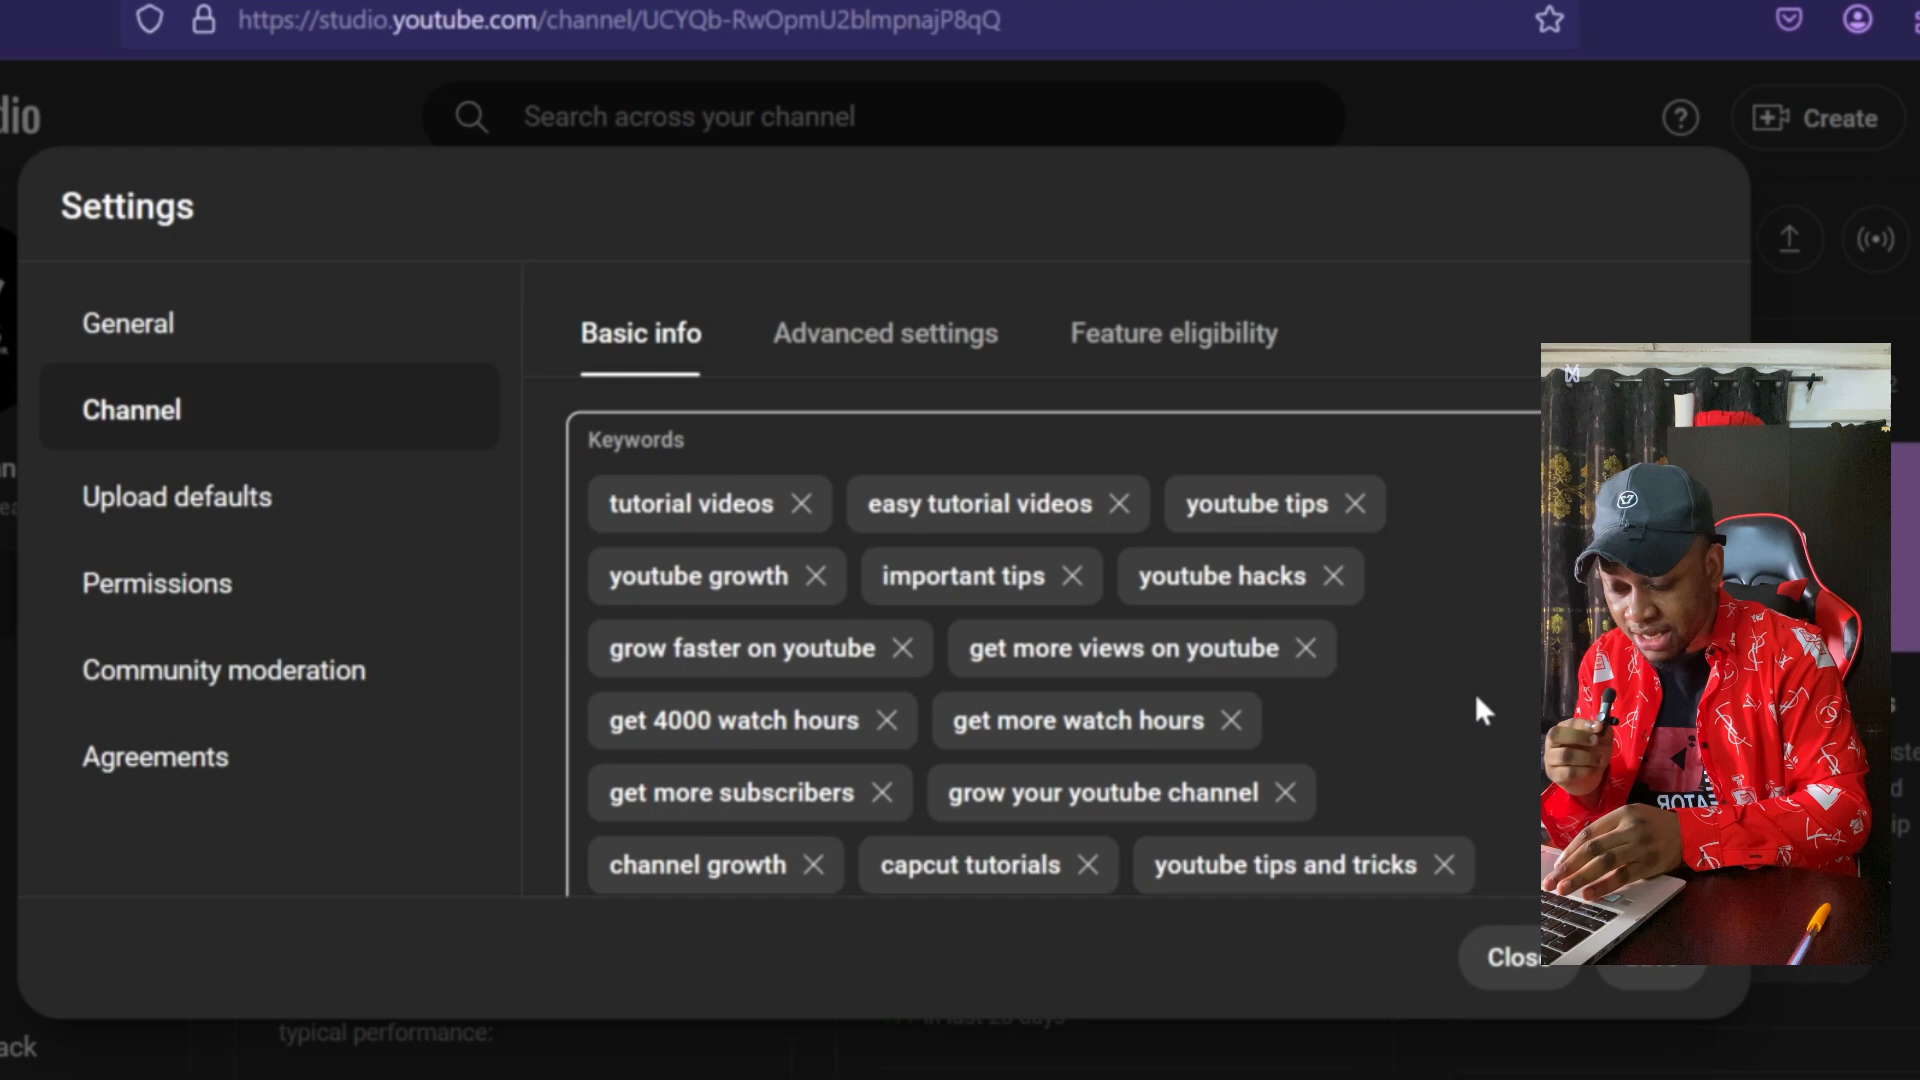 https://studio.youtube.com/channel/UCYQb-RwOpmU2blmpnajP8qQ
dio
Search across your channel
Create
Settings
General
Channel
Upload defaults
Permissions
Community moderation
Agreements
Basic info
Advanced settings
Feature eligibility
Keywords
tutorial videos
easy tutorial videos
youtube tips
youtube growth
important tips
youtube hacks
grow faster on youtube
get more views on youtube
get 4000 watch hours
get more watch hours
get more subscribers
grow your youtube channel
channel growth
capcut tutorials
youtube tips and tricks
Close
typical performance:
ack